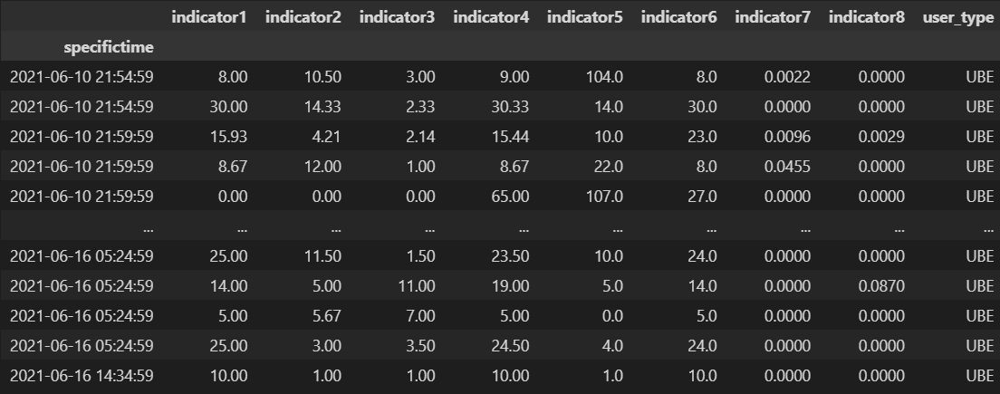 indicator1 indicator2 indicator3 indicator4 indicator5 indicator6 indicator7 indicator8 user_type
specifictime
2021-06-10 21:54:59 8.00 10.50 3.00 9.00 104.0 8.0 0.0022 0.0000 UBE
2021-06-10 21:54:59 30.00 14.33 2.33 30.33 14.0 30.0 0.0000 0.0000 UBE
2021-06-10 21:59:59 15.93 4.21 2.14 15.44 10.0 23.0 0.0096 0.0029 UBE
2021-06-10 21:59:59 8.67 12.00 1.00 8.67 22.0 8.0 0.0455 0.0000 UBE
2021-06-10 21:59:59 0.00 0.00 0.00 65.00 107.0 27.0 0.0000 0.0000 UBE
... ... ... ... ... ... ... ... ... ...
2021-06-16 05:24:59 25.00 11.50 1.50 23.50 10.0 24.0 0.0000 0.0000 UBE
2021-06-16 05:24:59 14.00 5.00 11.00 19.00 5.0 14.0 0.0000 0.0870 UBE
2021-06-16 05:24:59 5.00 5.67 7.00 5.00 0.0 5.0 0.0000 0.0000 UBE
2021-06-16 05:24:59 25.00 3.00 3.50 24.50 4.0 24.0 0.0000 0.0000 UBE
2021-06-16 14:34:59 10.00 1.00 1.00 10.00 1.0 10.0 0.0000 0.0000 UBE